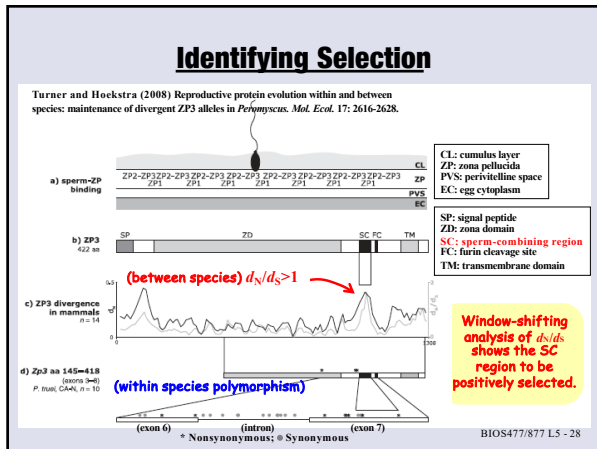 Identifying Selection
Turner and Hoekstra (2008) Reproductive protein evolution within and between
species: maintenance of divergent ZP3 alleles in Peromyscus. Mol. Ecol. 17: 2616-2628.
CL
ZP2-ZP3 ZP2-ZP3 ZP2-ZP3 ZP2-ZP3 ZP2-ZP3 ZP2-ZP3 ZP2-ZP3
ZP1 ZP1 ZP1 ZP1
ZP
a) sperm-ZP
binding
PVS
EC
CL: cumulus layer
ZP: zona pellucida
PVS: perivitelline space
EC: egg cytoplasm
SP ZD SC FC TM
b) ZP3
422 aa
SP: signal peptide
ZD: zona domain
SC: sperm-combining
region
FC: furin cleavage site
TM: transmembrane domain
(between species) dN/dS>1
c) ZP3 divergence
in mammals
n = 14
dN
dN/dS
0
Window-shifting
analysis of dN/dS
shows the SC
region to be
positively selected.
d) Zp3 aa 145–418
(exons 3–8)
P. truei, CA-N, n = 10
(within species polymorphism)
(exon 6) (intron) (exon 7)
* Nonsynonymous; Synonymous
BIOS477/877 L5 - 28